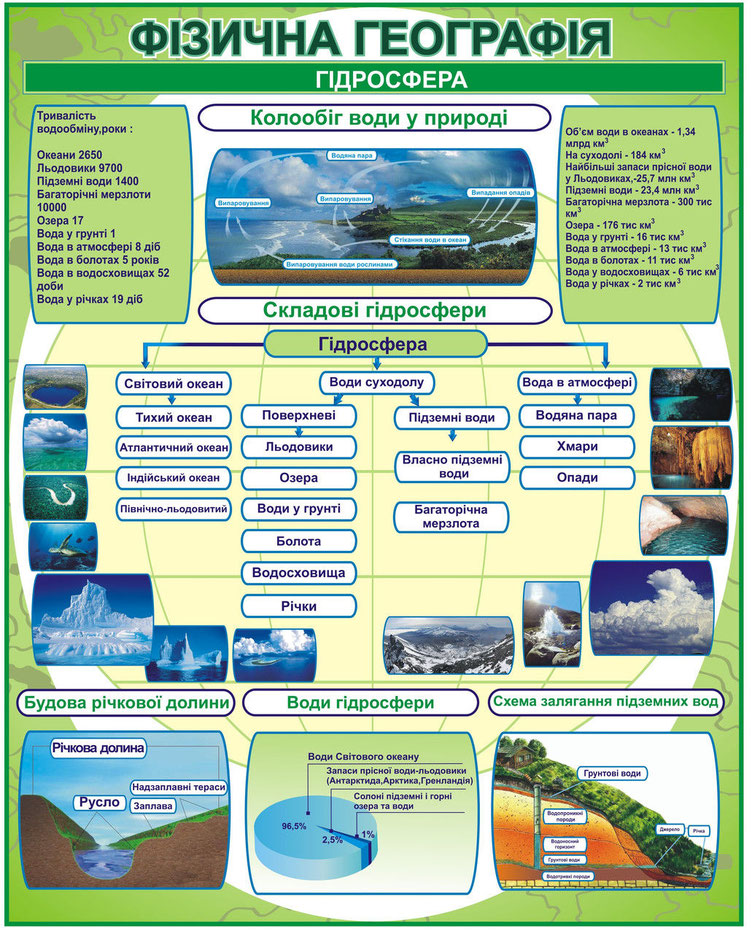 ФІЗИЧНА ГЕОГРАФІЯ
ГІДРОСФЕРА
Тривалість
водообміну,роки :
Океани 2650
Льодовики 9700
Підземні води 1400
Багаторічні мерзлоти
10000
Озера 17
Вода у грунті 1
Вода в атмосфері 8 діб
Вода в болотах 5 років
Вода в водосховищах 52
доби
Вода у річках 19 діб
Колообіг води у природі
Водяна пара
Випаровування
Випаровування
Випадання опадів
Стікання води в океан
Випаровування води рослинами
Об'єм води в океанах - 1,34
млрд км³
На суходолі - 184 км³
Найбільші запаси прісної води
у Льодовиках,-25,7 млн км³
Підземні води - 23,4 млн км³
Багаторічна мерзлота - 300 тис
км³
Озера - 176 тис км³
Вода у грунті - 16 тис км³
Вода в атмосфері - 13 тис км³
Вода в болотах - 11 тис км³
Вода у водосховищах - 6 тис км³
Вода у річках - 2 тис км³
Складові гідросфери
Гідросфера
Світовий океан
Тихий океан
Атлантичний океан
Індійський океан
Північно-льодовитий
Води суходолу
Поверхневі
Льодовики
Озера
Води у грунті
Болота
Водосховища
Річки
Підземні води
Власно підземні
води
Багаторічна
мерзлота
Вода в атмосфері
Водяна пара
Хмари
Опади
Будова річкової долини
Річкова долина
Надзаплавні тераси
Русло
Заплава
Води гідросфери
Води Світового океану
Запаси прісної води-льодовики
(Антарктида,Арктика,Гренландія)
Солоні підземні і горні
озера та води
96,5%
2,5%
1%
Схема залягання підземних вод
Грунтові води
Водопроникні
породи
Джерело
Річка
Водоносний
горизонт
Грунтові води
Водотривкі породи